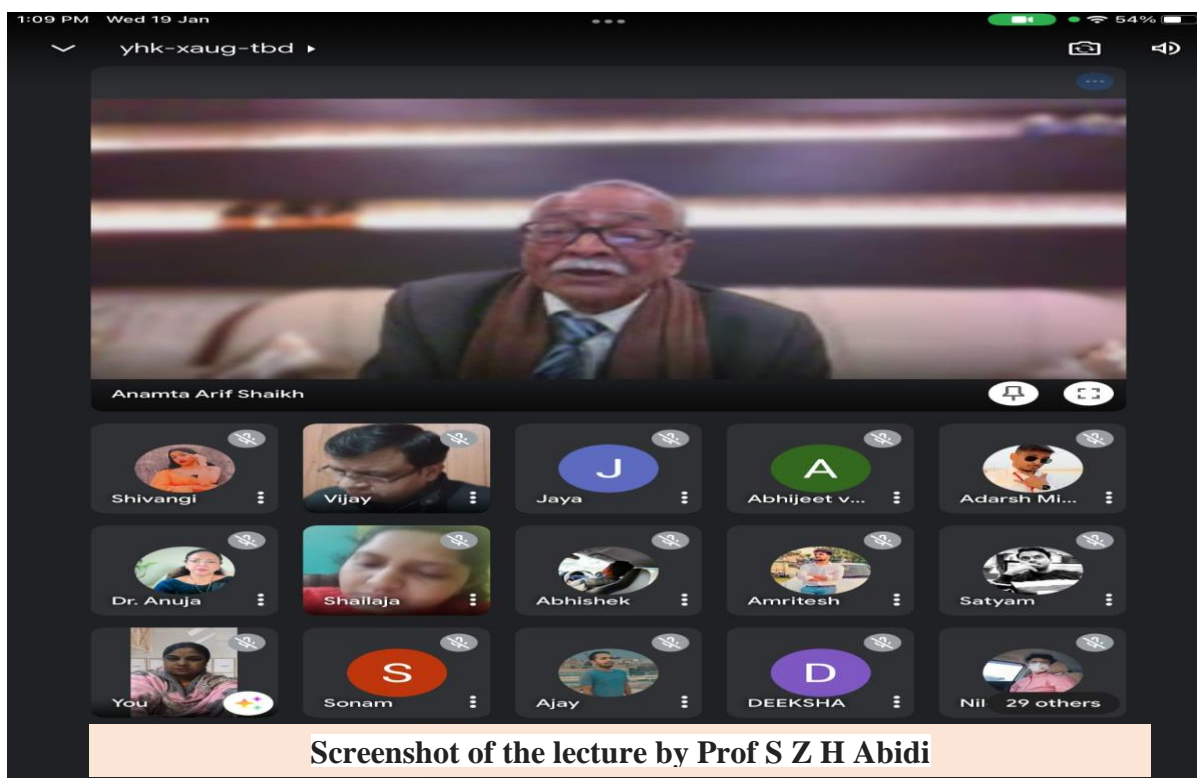 1:09 PM Wed 19 Jan
54%
yhk-xaug-tbd
Anamta Arif Shaikh
Shivangi
Vijay
J
Jaya
A
Abhijeet v...
Adarsh Mi...
Dr. Anuja
Shailaja
Abhishek
Amritesh
Satyam
You
S
Sonam
Ajay
D
DEEKSHA
Nil 29 others
Screenshot of the lecture by Prof S Z H Abidi